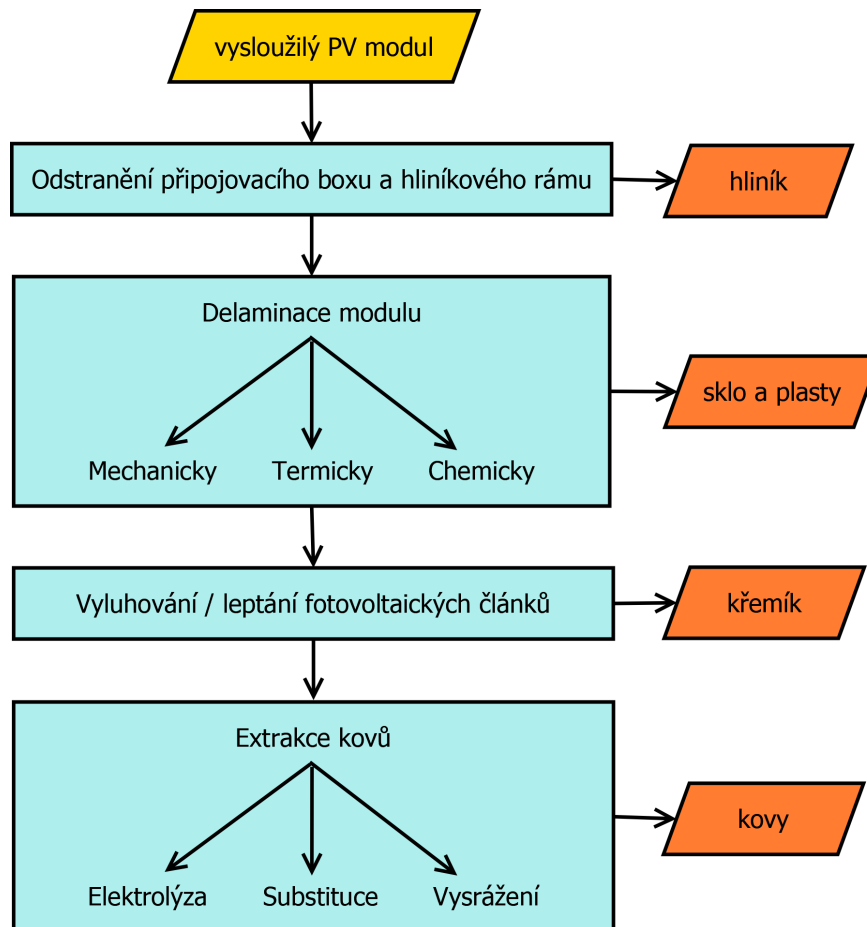 vysloužilý PV modul
Odstranění připojovacího boxu a hliníkového rámu
hliník
Delaminace modulu
sklo a plasty
Mechanicky
Termicky
Chemicky
Vyluhování / leptání fotovoltaických článků
křemík
Extrakce kovů
kovy
Elektrolýza
Substituce
Vysrážení